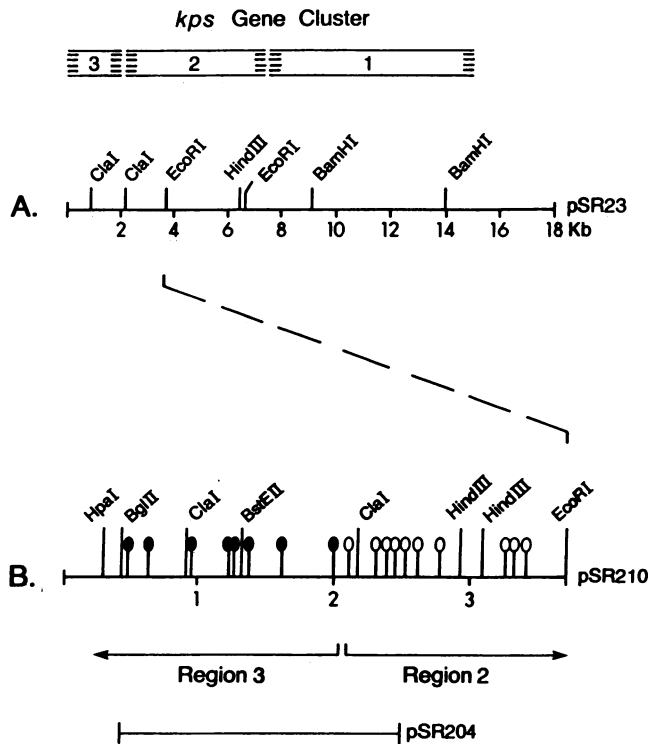 kps Gene Cluster
3 2 1
ClaI ClaI EcoRI HindIII EcoRI BamHI BamHI
A. pSR23
2 4 6 8 10 12 14 16 18 Kb
HpaI BglII ClaI BstEII ClaI HindIII HindIII EcoRI
B. pSR210
1 2 3
Region 3 Region 2
pSR204